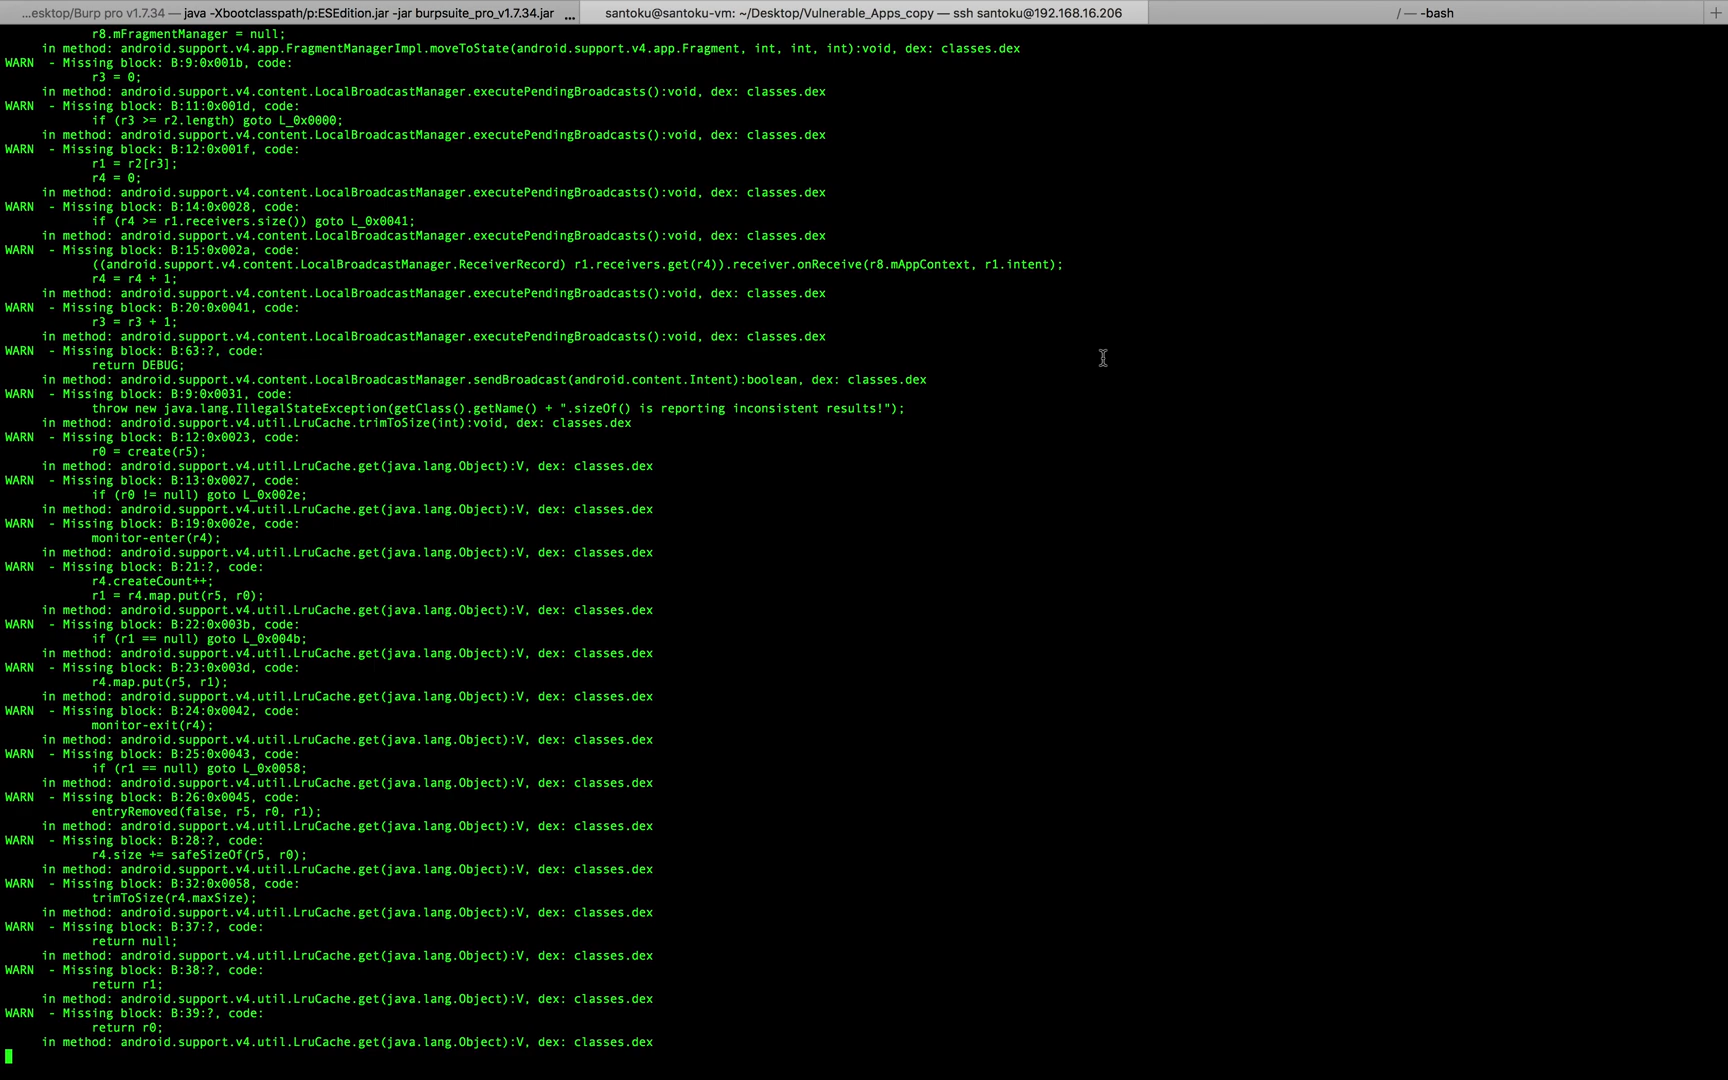 ...esktop/Burp pro v1.7.34 — java -Xbootclasspath/p:ESEdition.jar -jar burpsuite_pro_v1.7.34.jar ...
santoku@santoku-vm: ~/Desktop/Vulnerable_Apps_copy — ssh santoku@192.168.16.206
/ — -bash
+
r8.mFragmentManager = null;
in method: android.support.v4.app.FragmentManagerImpl.moveToState(android.support.v4.app.Fragment, int, int, int):void, dex: classes.dex
WARN - Missing block: B:9:0x001b, code:
r3 = 0;
in method: android.support.v4.content.LocalBroadcastManager.executePendingBroadcasts():void, dex: classes.dex
WARN - Missing block: B:11:0x001d, code:
if (r3 >= r2.length) goto L_0x0000;
in method: android.support.v4.content.LocalBroadcastManager.executePendingBroadcasts():void, dex: classes.dex
WARN - Missing block: B:12:0x001f, code:
r1 = r2[r3];
r4 = 0;
in method: android.support.v4.content.LocalBroadcastManager.executePendingBroadcasts():void, dex: classes.dex
WARN - Missing block: B:14:0x0028, code:
if (r4 >= r1.receivers.size()) goto L_0x0041;
in method: android.support.v4.content.LocalBroadcastManager.executePendingBroadcasts():void, dex: classes.dex
WARN - Missing block: B:15:0x002a, code:
((android.support.v4.content.LocalBroadcastManager.ReceiverRecord) r1.receivers.get(r4)).receiver.onReceive(r8.mAppContext, r1.intent);
r4 = r4 + 1;
in method: android.support.v4.content.LocalBroadcastManager.executePendingBroadcasts():void, dex: classes.dex
WARN - Missing block: B:20:0x0041, code:
r3 = r3 + 1;
in method: android.support.v4.content.LocalBroadcastManager.executePendingBroadcasts():void, dex: classes.dex
WARN - Missing block: B:63:?, code:
return DEBUG;
in method: android.support.v4.content.LocalBroadcastManager.sendBroadcast(android.content.Intent):boolean, dex: classes.dex
WARN - Missing block: B:9:0x0031, code:
throw new java.lang.IllegalStateException(getClass().getName() + ".sizeOf() is reporting inconsistent results!");
in method: android.support.v4.util.LruCache.trimToSize(int):void, dex: classes.dex
WARN - Missing block: B:12:0x0023, code:
r0 = create(r5);
in method: android.support.v4.util.LruCache.get(java.lang.Object):V, dex: classes.dex
WARN - Missing block: B:13:0x0027, code:
if (r0 != null) goto L_0x002e;
in method: android.support.v4.util.LruCache.get(java.lang.Object):V, dex: classes.dex
WARN - Missing block: B:19:0x002e, code:
monitor-enter(r4);
in method: android.support.v4.util.LruCache.get(java.lang.Object):V, dex: classes.dex
WARN - Missing block: B:21:?, code:
r4.createCount++;
r1 = r4.map.put(r5, r0);
in method: android.support.v4.util.LruCache.get(java.lang.Object):V, dex: classes.dex
WARN - Missing block: B:22:0x003b, code:
if (r1 == null) goto L_0x004b;
in method: android.support.v4.util.LruCache.get(java.lang.Object):V, dex: classes.dex
WARN - Missing block: B:23:0x003d, code:
r4.map.put(r5, r1);
in method: android.support.v4.util.LruCache.get(java.lang.Object):V, dex: classes.dex
WARN - Missing block: B:24:0x0042, code:
monitor-exit(r4);
in method: android.support.v4.util.LruCache.get(java.lang.Object):V, dex: classes.dex
WARN - Missing block: B:25:0x0043, code:
if (r1 == null) goto L_0x0058;
in method: android.support.v4.util.LruCache.get(java.lang.Object):V, dex: classes.dex
WARN - Missing block: B:26:0x0045, code:
entryRemoved(false, r5, r0, r1);
in method: android.support.v4.util.LruCache.get(java.lang.Object):V, dex: classes.dex
WARN - Missing block: B:28:?, code:
r4.size += safeSizeOf(r5, r0);
in method: android.support.v4.util.LruCache.get(java.lang.Object):V, dex: classes.dex
WARN - Missing block: B:32:0x0058, code:
trimToSize(r4.maxSize);
in method: android.support.v4.util.LruCache.get(java.lang.Object):V, dex: classes.dex
WARN - Missing block: B:37:?, code:
return null;
in method: android.support.v4.util.LruCache.get(java.lang.Object):V, dex: classes.dex
WARN - Missing block: B:38:?, code:
return r1;
in method: android.support.v4.util.LruCache.get(java.lang.Object):V, dex: classes.dex
WARN - Missing block: B:39:?, code:
return r0;
in method: android.support.v4.util.LruCache.get(java.lang.Object):V, dex: classes.dex